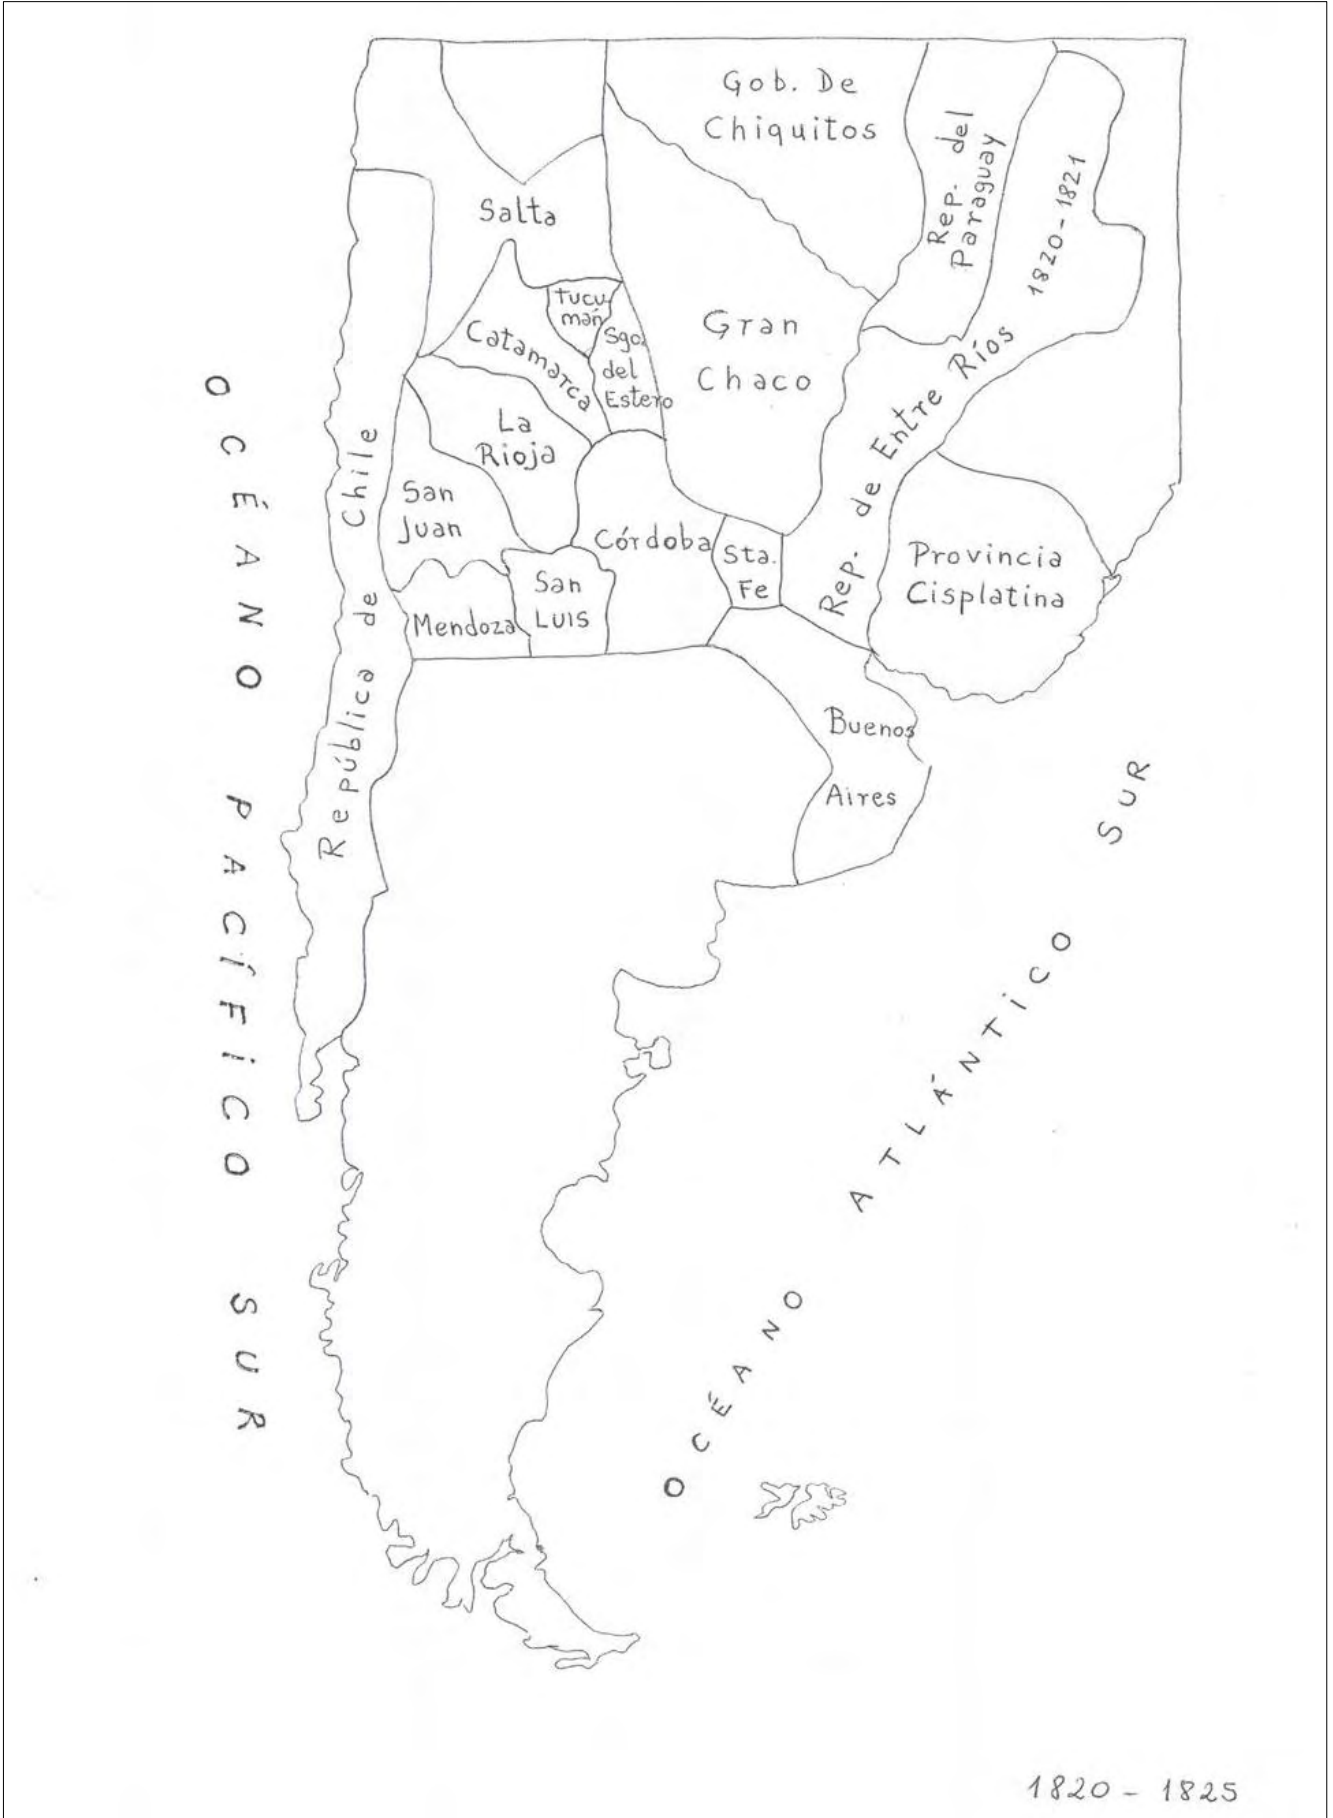 Gob. De
Chiquitos
Rep. del
Paraguay
1820-1821
Salta
Tucu-
mán
Catamarca
Sgo.
del
Estero
Gran
Chaco
Rep. de Entre Ríos
La
Rioja
San
Juan
Córdoba
Sta.
Fe
Provincia
Cisplatina
San
LUIS
Mendoza
República de Chile
Buenos
Aires
OCÉANO PACÍFiCO SUR
OCÉANO ATLÁNTiCO SUR
1820 - 1825